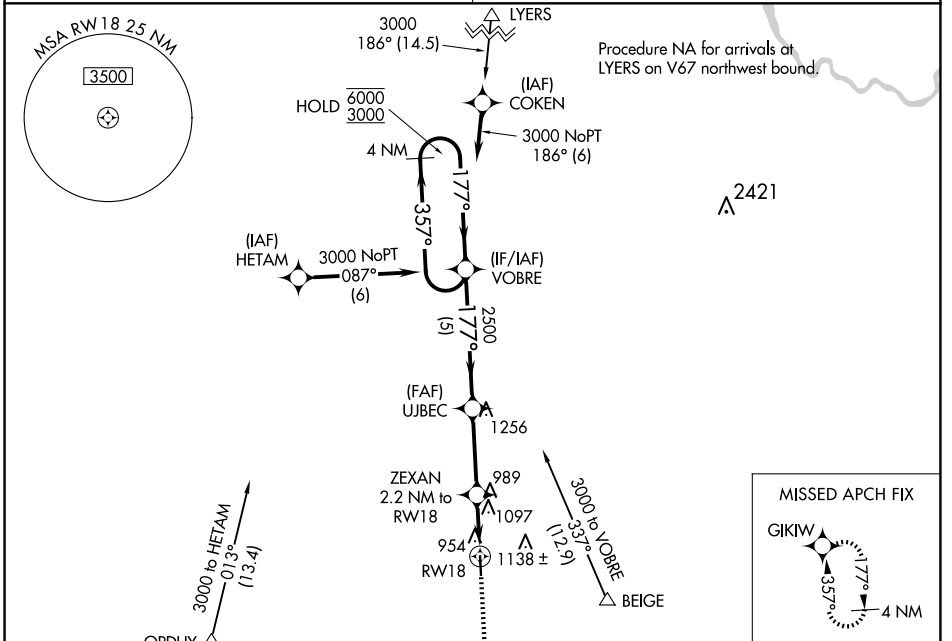 MSA RW18 25 NM
3500
LYERS
3000
186° (14.5)
Procedure NA for arrivals at
LYERS on V67 northwest bound.
(IAF)
COKEN
HOLD 6000
3000
3000 NoPT
186° (6)
4 NM
177°
357°
2421
(IAF)
HETAM
3000 NoPT
087°
(6)
(IF/IAF)
VOBRE
2500
177°
(5)
(FAF)
UJBEC
1256
ZEXAN
2.2 NM to
RW18
989
1097
954
1138 ±
RW18
3000 to HETAM
013°
(13.4)
3000 to VOBRE
337°
(12.9)
BEIGE
MISSED APCH FIX
GIKIW
177°
357°
4 NM